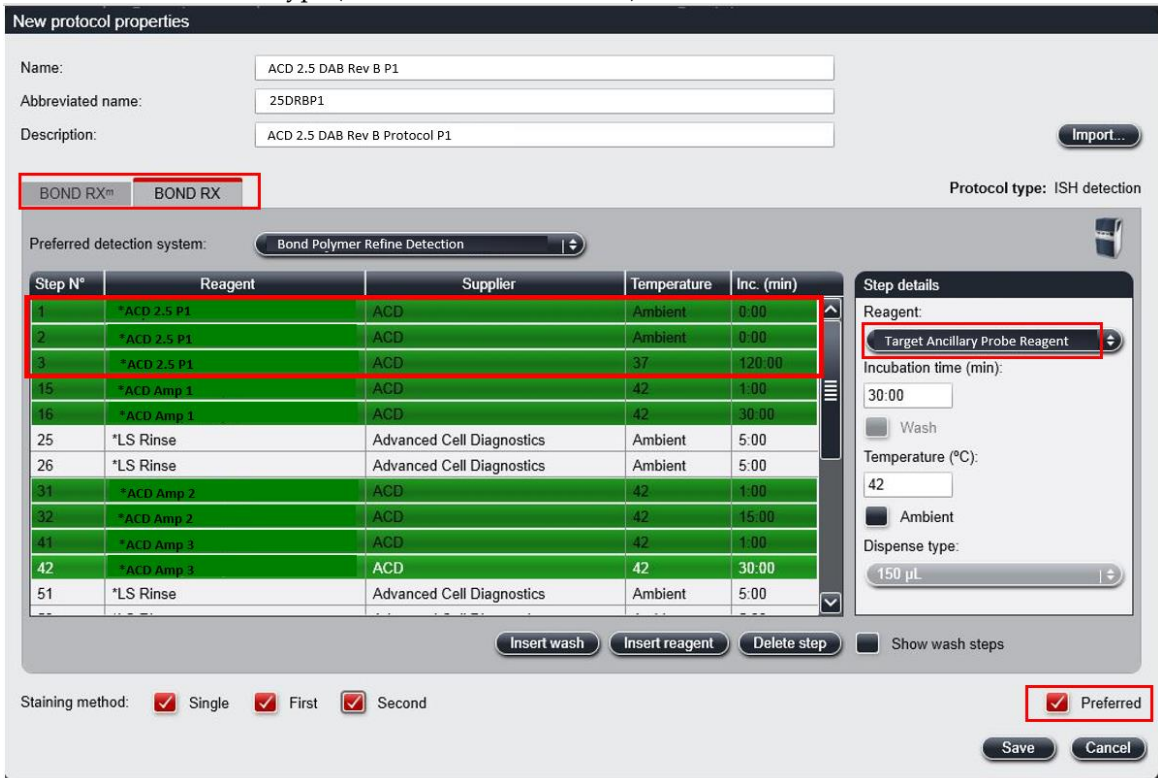 New protocol properties
Name: ACD 2.5 DAB Rev B P1
Abbreviated name: 25DRBP1
Description: ACD 2.5 DAB Rev B Protocol P1
Import...
BOND RXm BOND RX
Protocol type: ISH detection
Preferred detection system: Bond Polymer Refine Detection
Step N° Reagent Supplier Temperature Inc. (min)
1 *ACD 2.5 P1 ACD Ambient 0:00
2 *ACD 2.5 P1 ACD Ambient 0:00
3 *ACD 2.5 P1 ACD 37 120:00
15 *ACD Amp 1 ACD 42 1:00
16 *ACD Amp 1 ACD 42 30:00
25 *LS Rinse Advanced Cell Diagnostics Ambient 5:00
26 *LS Rinse Advanced Cell Diagnostics Ambient 5:00
31 *ACD Amp 2 ACD 42 1:00
32 *ACD Amp 2 ACD 42 15:00
41 *ACD Amp 3 ACD 42 1:00
42 *ACD Amp 3 ACD 42 30:00
51 *LS Rinse Advanced Cell Diagnostics Ambient 5:00
Step details
Reagent:
Target Ancillary Probe Reagent
Incubation time (min):
30:00
Wash
Temperature (ºC):
42
Ambient
Dispense type:
150 µL
Insert wash Insert reagent Delete step Show wash steps
Staining method: Single First Second Preferred
Save Cancel